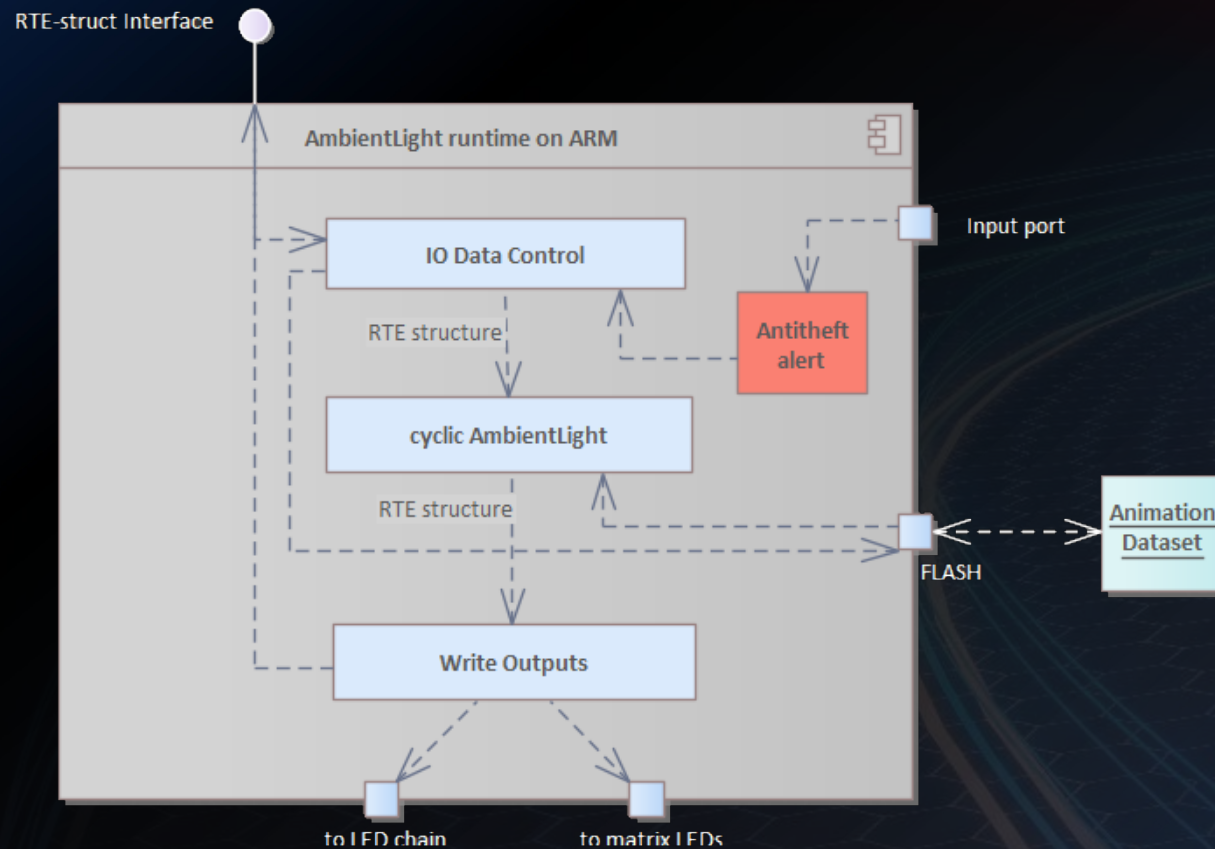 RTE-struct Interface
AmbientLight runtime on ARM
Input port
IO Data Control
RTE structure
Antitheft
alert
cyclic AmbientLight
RTE structure
Animation
Dataset
FLASH
Write Outputs
to LED chain
to matrix LEDs